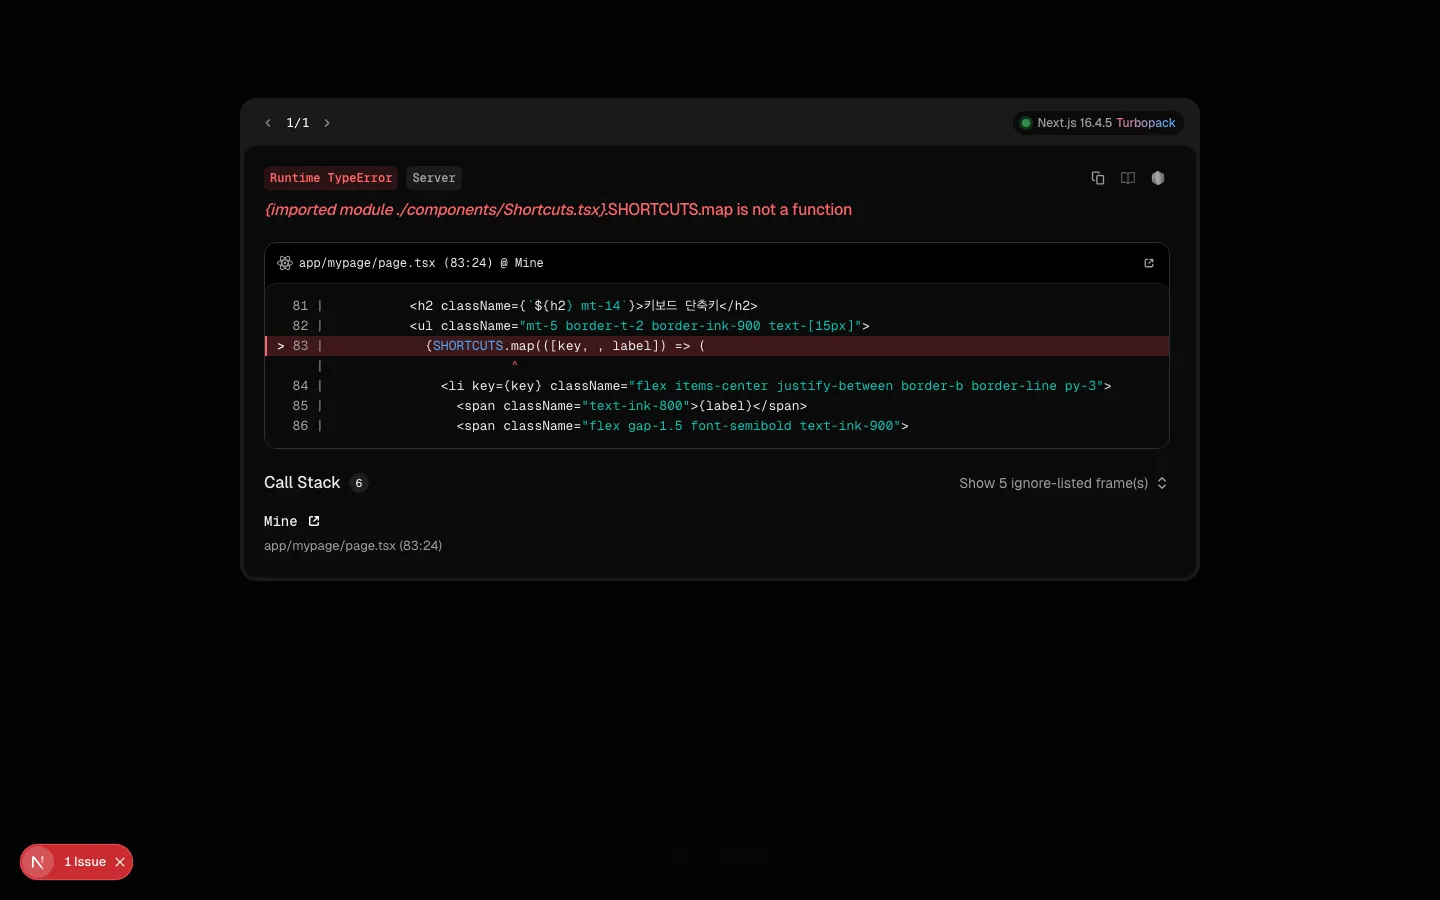 1/1
Next.js 16.4.5 Turbopack
Runtime TypeError
Server
{imported module ./components/Shortcuts.tsx}.SHORTCUTS.map is not a function
app/mypage/page.tsx (83:24) @ Mine
81 | <h2 className={`${h2} mt-14`}>키보드 단축키</h2>
82 | <ul className="mt-5 border-t-2 border-ink-900 text-[15px]">
> 83 | {SHORTCUTS.map(([key, , label]) => (
| ^
84 | <li key={key} className="flex items-center justify-between border-b border-line py-3">
85 | <span className="text-ink-800">{label}</span>
86 | <span className="flex gap-1.5 font-semibold text-ink-900">
Call Stack 6
Show 5 ignore-listed frame(s)
Mine
app/mypage/page.tsx (83:24)
N 1 Issue